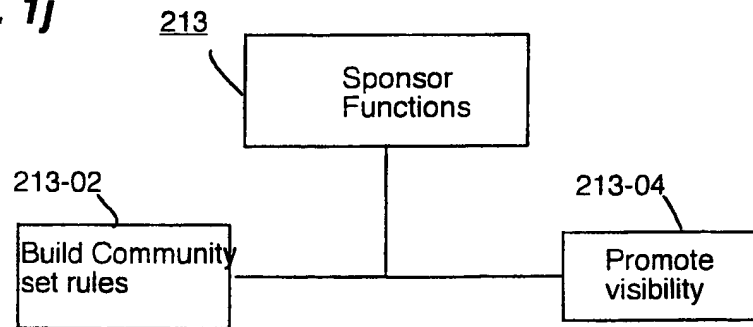 1j
213
Sponsor
Functions
213-02
213-04
Build Community
set rules
Promote
visibility